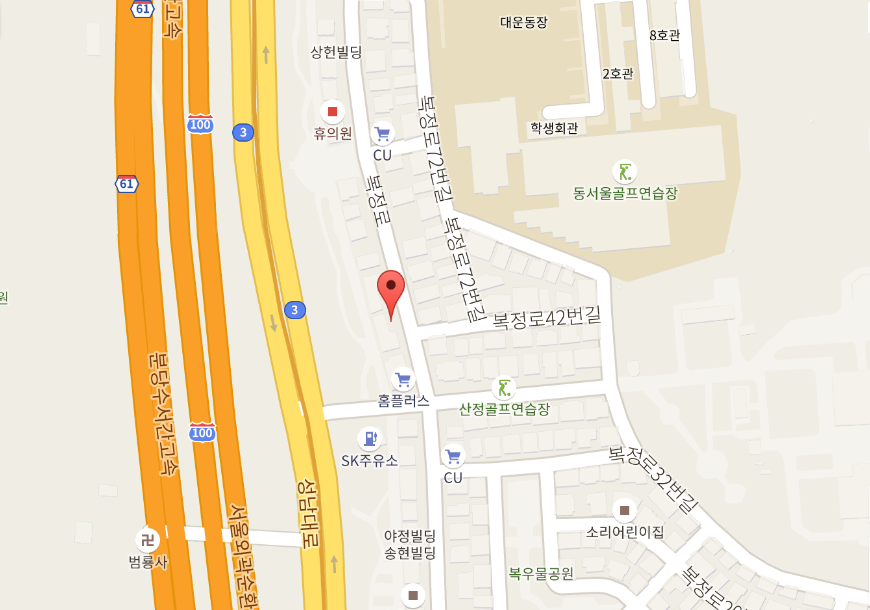 61
고속
대운동장
8호관
상헌빌딩
2호관
100
3
휴의원
CU
학생회관
복정로72번길
61
동서울골프연습장
복정로
복정로72번길
3
원
복정로42번길
분당수서간고속
홈플러스
산정골프연습장
100
SK주유소
CU
복정로32번길
성남대로
서울외곽순환
소리어린이집
야정빌딩
송현빌딩
범룡사
복우물공원
복정로20